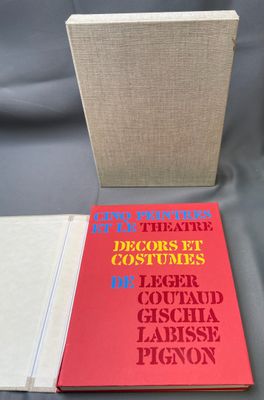 CINQ PEINTRES
ET LE THEATRE
DECORS ET
COSTUMES
DE LEGER
COUTAUD
GISCHIA
LABISSE
PIGNON